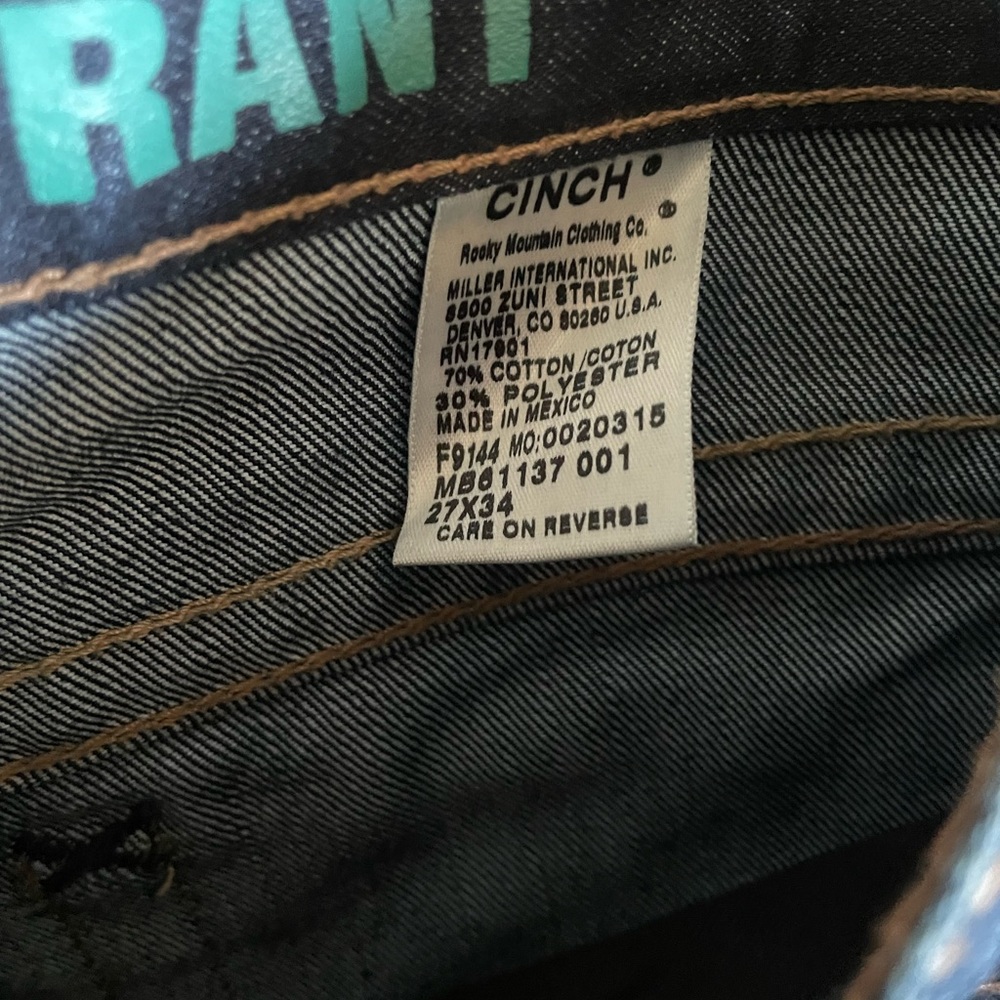 RANT
CINCH®
Rocky Mountain Clothing Co.®
MILLER INTERNATIONAL INC.
8500 ZUNI STREET
DENVER, CO 80260 U.S.A.
RN17901
70% COTTON/COTON
30% POLYESTER
MADE IN MEXICO
F9144 MO:0020315
MB61137 001
27X34
CARE ON REVERSE